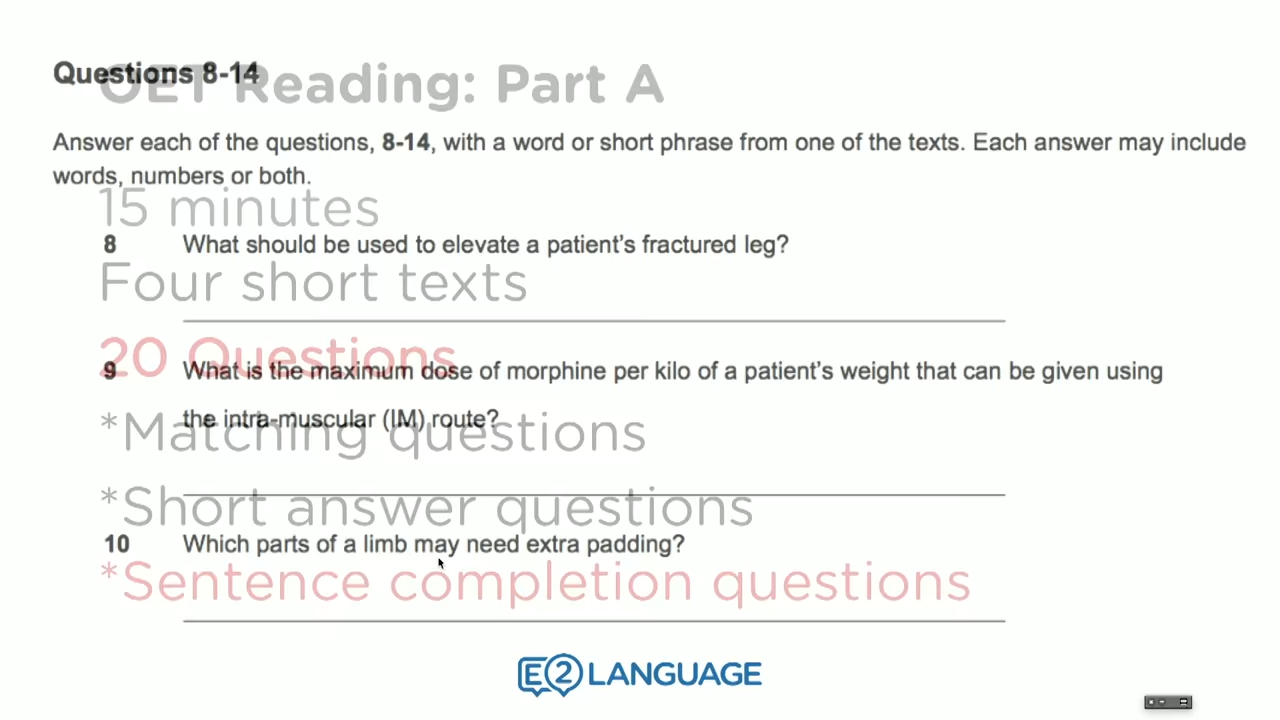 Questions 8-14
OET Reading: Part A
Answer each of the questions, 8-14, with a word or short phrase from one of the texts. Each answer may include
words, numbers or both.
15 minutes
8 What should be used to elevate a patient's fractured leg?
Four short texts
20 Questions
9 What is the maximum dose of morphine per kilo of a patient's weight that can be given using
the intra-muscular (IM) route?
*Matching questions
*Short answer questions
10 Which parts of a limb may need extra padding?
*Sentence completion questions
E2 LANGUAGE